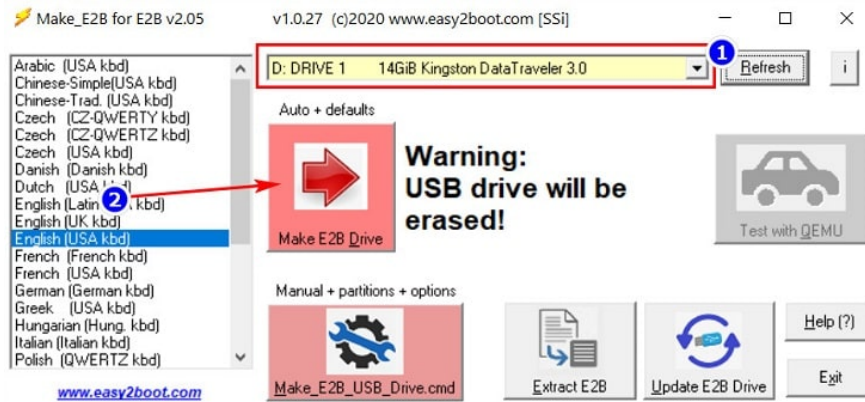 Make_E2B for E2B v2.05 v1.0.27 (c)2020 www.easy2boot.com [SSi]
Arabic (USA kbd)
Chinese-Simple(USA kbd)
Chinese-Trad. (USA kbd)
Czech (CZ-QWERTY kbd)
Czech (CZ-QWERTZ kbd)
Czech (USA kbd)
Danish (Danish kbd)
Dutch (USA
English (Latin kbd)
English (UK kbd)
English (USA kbd)
French (French kbd)
French (USA kbd)
German (German kbd)
Greek (USA kbd)
Hungarian (Hung. kbd)
Italian (Italian kbd)
Polish (QWERTZ kbd)
www.easy2boot.com
D: DRIVE 1 14GiB Kingston DataTraveler 3.0
1
Refresh
i
Auto + defaults
2
Make E2B Drive
Warning:
USB drive will be
erased!
Test with QEMU
Manual + partitions + options
Make_E2B_USB_Drive.cmd
Extract E2B
Update E2B Drive
Help (?)
Exit